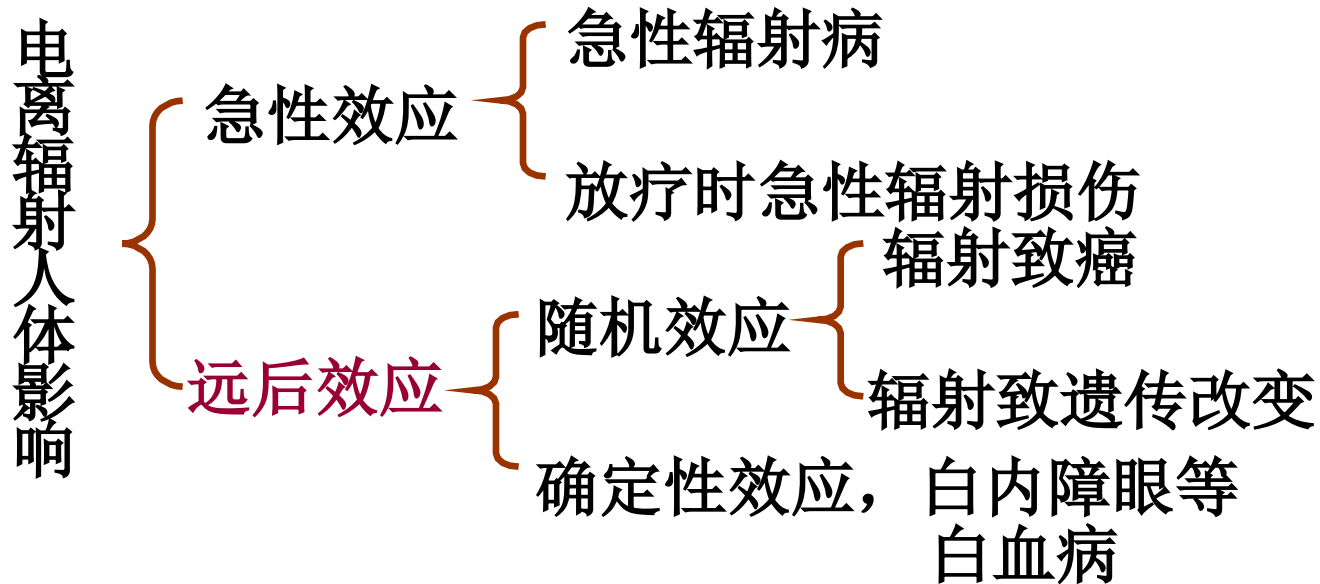 电离辐射人体影响
急性效应
急性辐射病
放疗时急性辐射损伤
远后效应
随机效应
辐射致癌
辐射致遗传改变
确定性效应，白内障眼等
白血病